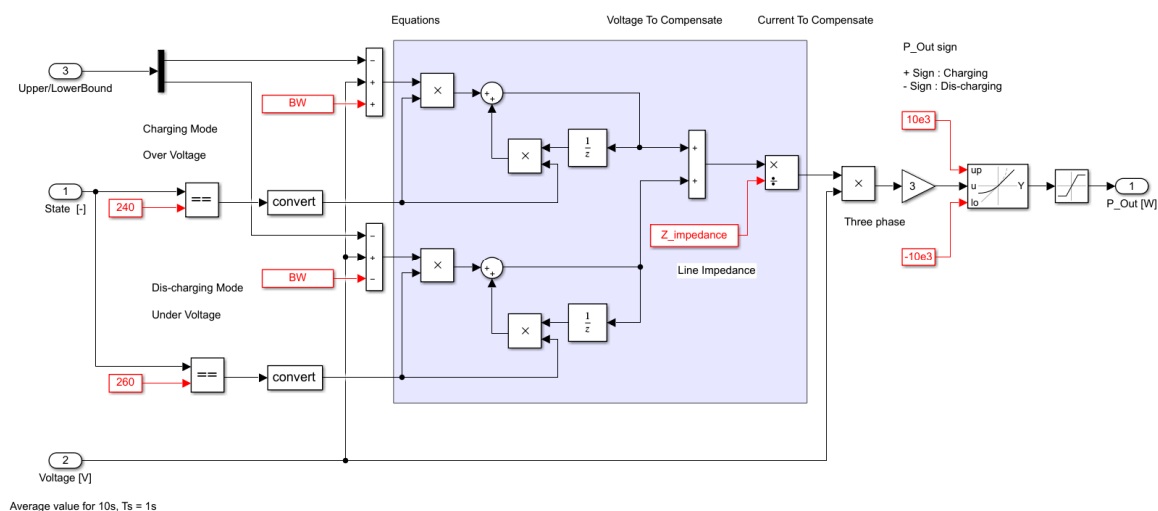 Equations
Voltage To Compensate
Current To Compensate
P_Out sign
+ Sign : Charging
- Sign : Dis-charging
3
Upper/LowerBound
−
+
+
BW
×
+
+
Charging Mode
Over Voltage
×
1
z
+
+
×
÷
10e3
up
u
lo
Y
1
State [-]
240
==
convert
×
3
1
P_Out [W]
Three phase
Z_impedance
Line Impedance
-10e3
−
+
−
BW
×
+
+
Dis-charging Mode
Under Voltage
×
1
z
260
==
convert
2
Voltage [V]
Average value for 10s, Ts = 1s